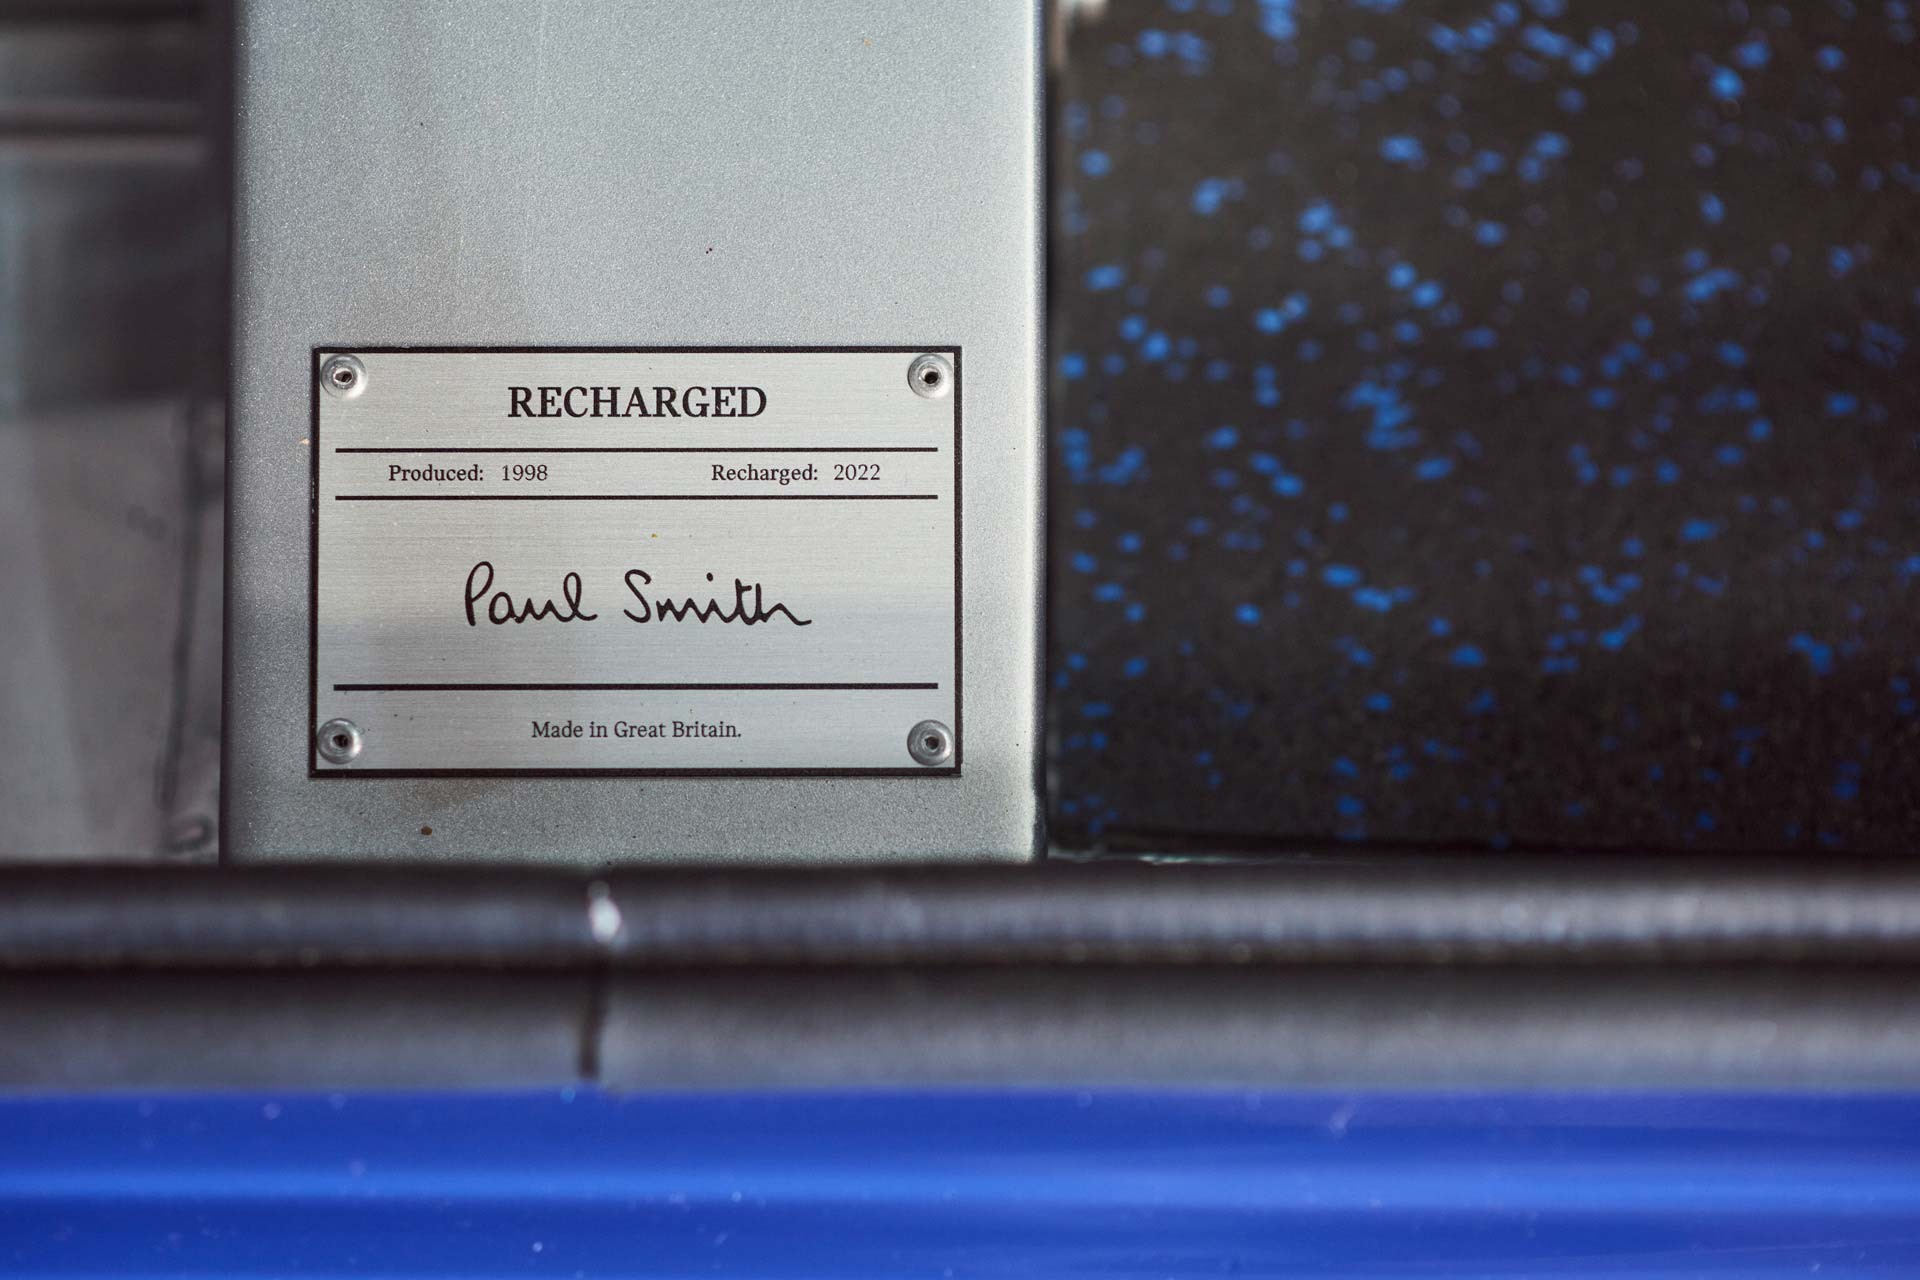 RECHARGED
Produced: 1998 Recharged: 2022
Paul Smith
Made in Great Britain.